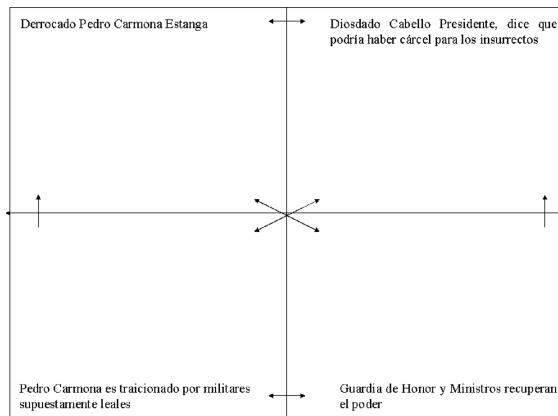 Derrocado Pedro Carmona Estanga
Diosdado Cabello Presidente, dice que
podría haber cárcel para los insurrectos
Pedro Carmona es traicionado por militares
supuestamente leales
Guardia de Honor y Ministros recuperan
el poder